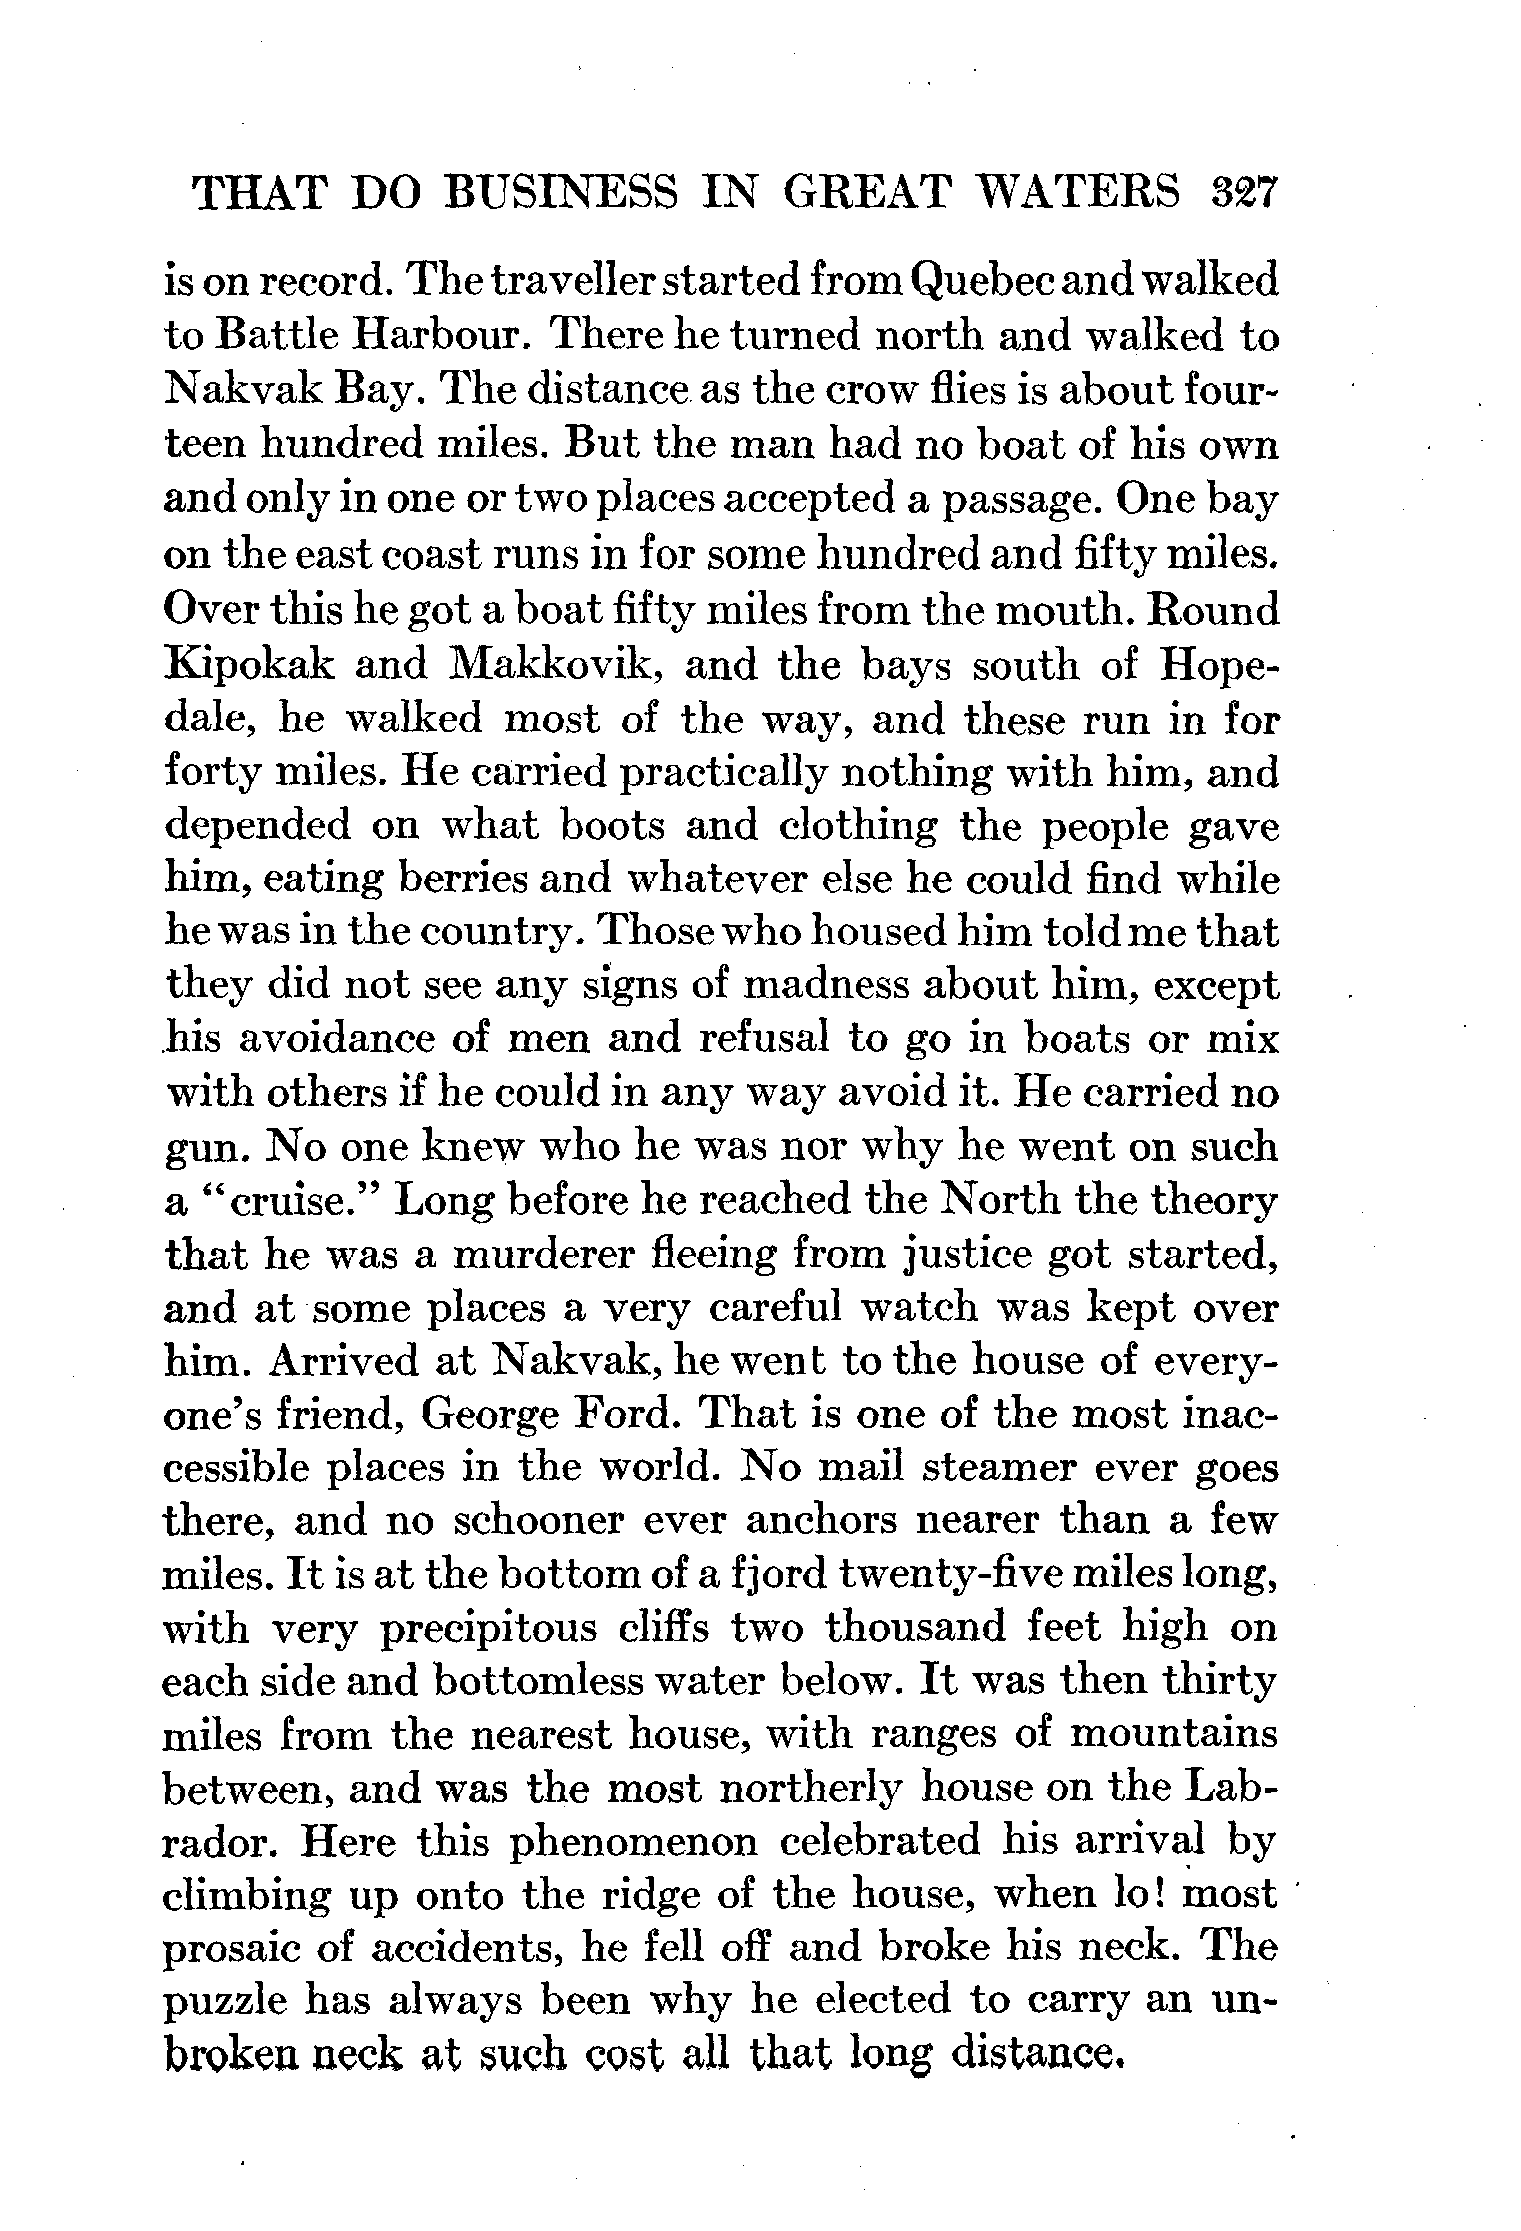 THAT DO BUSINESS IN GREAT WATERS 327
is on record. The traveller started from Quebec and walked
to Battle Harbour. There he turned north and walked to
Nakvak Bay. The distance as the crow flies is about four-
teen hundred miles. But the man had no boat of his own
and only in one or two places accepted a passage. One bay
on the east coast runs in for some hundred and fifty miles.
Over this he got a boat fifty miles from the mouth. Round
Kipokak and Makkovik, and the bays south of Hope-
dale, he walked most of the way, and these run in for
forty miles. He carried practically nothing with him, and
depended on what boots and clothing the people gave
him, eating berries and whatever else he could find while
he was in the country. Those who housed him told me that
they did not see any signs of madness about him, except
his avoidance of men and refusal to go in boats or mix
with others if he could in any way avoid it. He carried no
gun. No one knew who he was nor why he went on such
a "cruise." Long before he reached the North the theory
that he was a murderer fleeing from justice got started,
and at some places a very careful watch was kept over
him. Arrived at Nakvak, he went to the house of every-
one's friend, George Ford. That is one of the most inac-
cessible places in the world. No mail steamer ever goes
there, and no schooner ever anchors nearer than a few
miles. It is at the bottom of a fjord twenty-five miles long,
with very precipitous cliffs two thousand feet high on
each side and bottomless water below. It was then thirty
miles from the nearest house, with ranges of mountains
between, and was the most northerly house on the Lab-
rador. Here this phenomenon celebrated his arrival by
climbing up onto the ridge of the house, when lo! most
prosaic of accidents, he fell off and broke his neck. The
puzzle has always been why he elected to carry an un-
broken neck at such cost all that long distance.